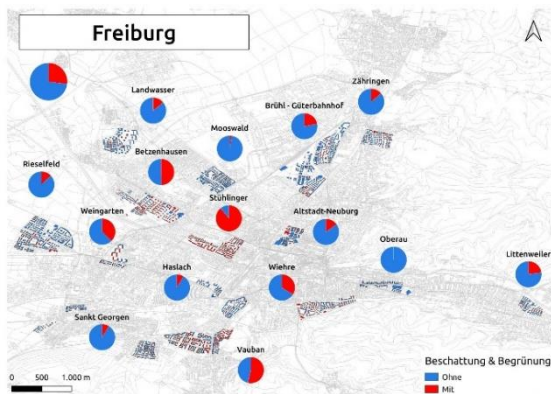 Freiburg
Zähringen
Landwasser
Brühl - Güterbahnhof
Mooswald
Betzenhausen
Rieselfeld
Stühlinger
Weingarten
Altstadt-Neuburg
Oberau
Littenweiler
Haslach
Wiehre
Sankt Georgen
Vauban
Beschattung & Begrünung
Ohne
Mit
0 500 1.000 m